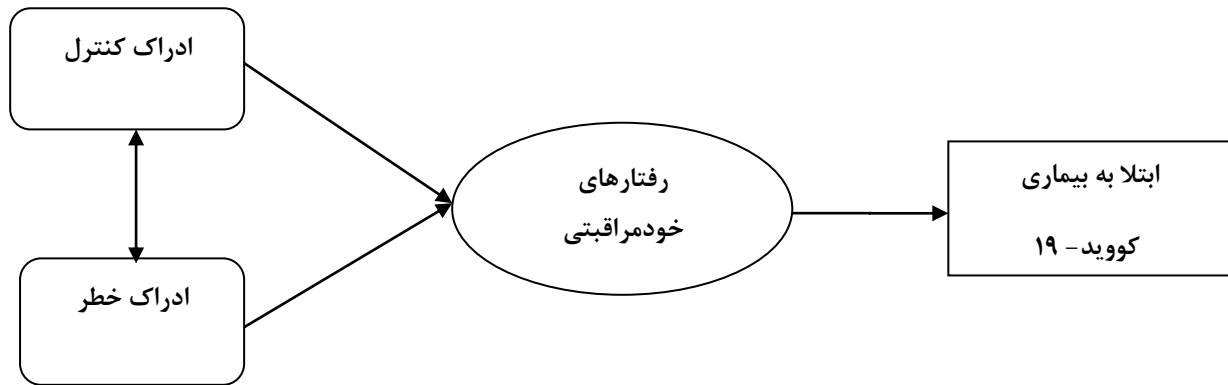 ادراک کنترل
ادراک خطر
رفتارهای
خودمراقبتی
ابتلا به بیماری
کووید- ۱۹